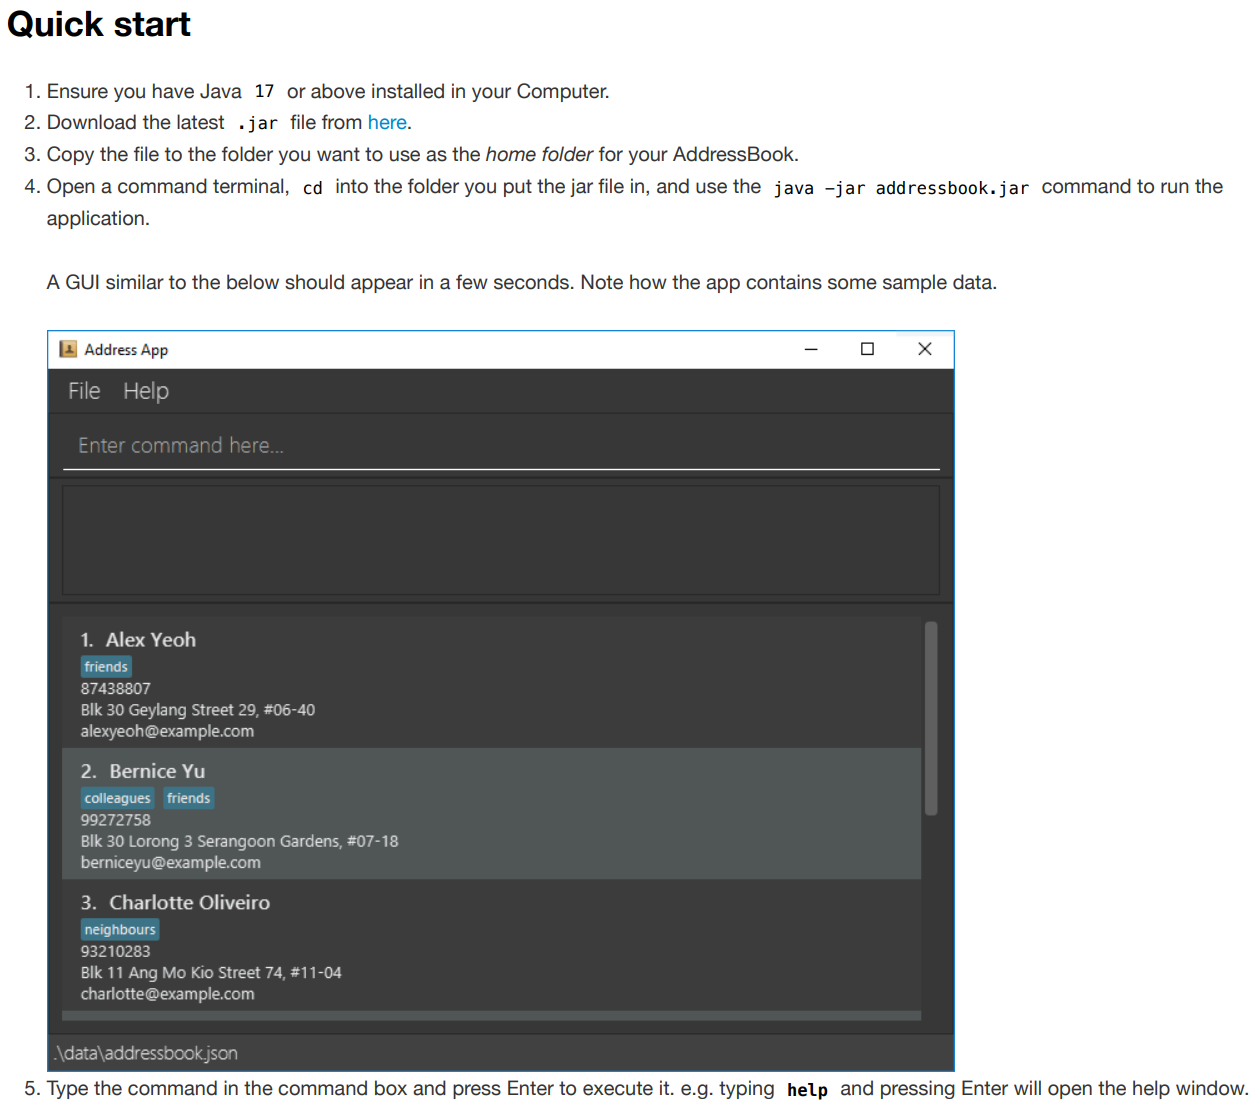 Quick start
1. Ensure you have Java 17 or above installed in your Computer.
2. Download the latest .jar file from here.
3. Copy the file to the folder you want to use as the home folder for your AddressBook.
4. Open a command terminal, cd into the folder you put the jar file in, and use the java -jar addressbook.jar command to run the
application.
A GUI similar to the below should appear in a few seconds. Note how the app contains some sample data.
Address App
File Help
Enter command here...
1. Alex Yeoh
friends
87438807
Blk 30 Geylang Street 29, #06-40
alexyeoh@example.com
2. Bernice Yu
colleagues friends
99272758
Blk 30 Lorong 3 Serangoon Gardens, #07-18
berniceyu@example.com
3. Charlotte Oliveiro
neighbours
93210283
Blk 11 Ang Mo Kio Street 74, #11-04
charlotte@example.com
.\data\addressbook.json
5. Type the command in the command box and press Enter to execute it. e.g. typing help and pressing Enter will open the help window.